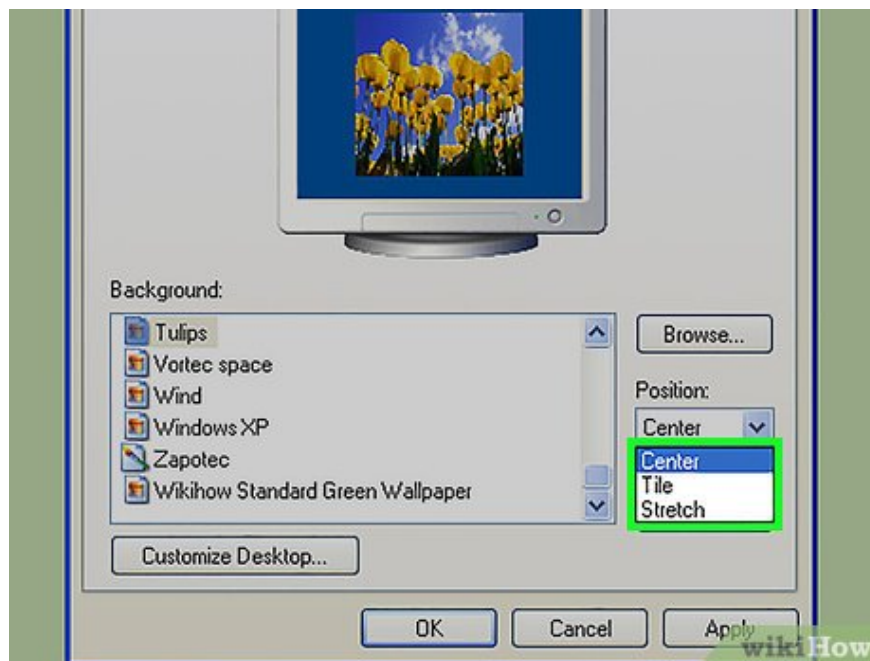 Background:
Tulips
Vortec space
Wind
Windows XP
Zapotec
Wikihow Standard Green Wallpaper
Browse...
Position:
Center
Center
Tile
Stretch
Customize Desktop...
OK
Cancel
Apply
wikiHow